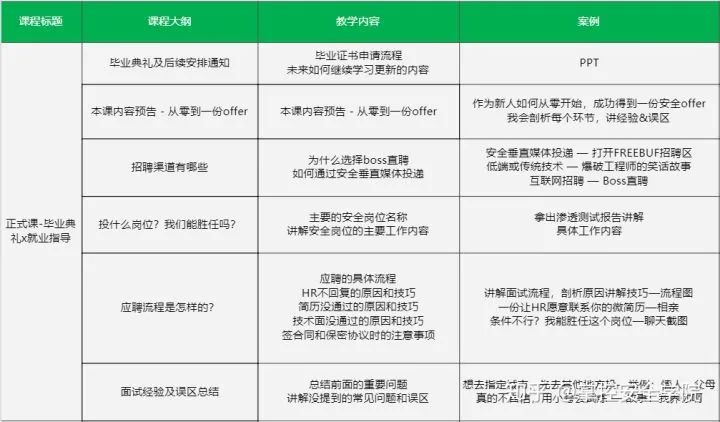 课程标题 课程大纲 教学内容 案例
毕业典礼及后续安排通知
毕业证书申请流程
未来如何继续学习更新的内容
PPT
本课内容预告 - 从零到一份offer
本课内容预告 - 从零到一份offer
作为新人如何从零开始，成功得到一份安全offer
我会剖析每个环节，讲经验&误区
招聘渠道有哪些
为什么选择boss直聘
如何通过安全垂直媒体投递
安全垂直媒体投递 — 打开FREEBUF招聘区
低端或传统技术 — 爆破工程师的笑话故事
互联网招聘 — Boss直聘
正式课-毕业典
礼x就业指导
投什么岗位？我们能胜任吗？
主要的安全岗位名称
讲解安全岗位的主要工作内容
拿出渗透测试报告讲解
具体工作内容
应聘流程是怎样的？
应聘的具体流程
HR不回复的原因和技巧
简历没通过的原因和技巧
技术面没通过的原因和技巧
签合同和保密协议时的注意事项
讲解面试流程，剖析原因讲解技巧—流程图
一份让HR愿意联系你的微简历—相亲
条件不行？我能胜任这个岗位—聊天截图
面试经验及误区总结
总结前面的重要问题
讲解没提到的常见问题和误区
想去指定城市，先去其他地方投
真的不自信，用